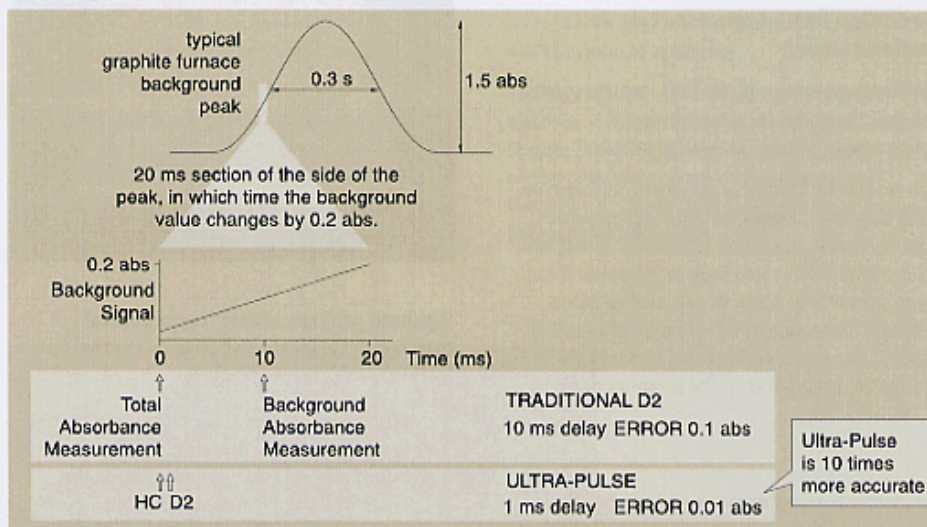 typical
graphite furnace
background
peak
0.3 s
1.5 abs
20 ms section of the side of the
peak, in which time the background
value changes by 0.2 abs.
0.2 abs
Background
Signal
0 10 20 Time (ms)
Total
Absorbance
Measurement
Background
Absorbance
Measurement
TRADITIONAL D2
10 ms delay ERROR 0.1 abs
HC D2
ULTRA-PULSE
1 ms delay ERROR 0.01 abs
Ultra-Pulse
is 10 times
more accurate